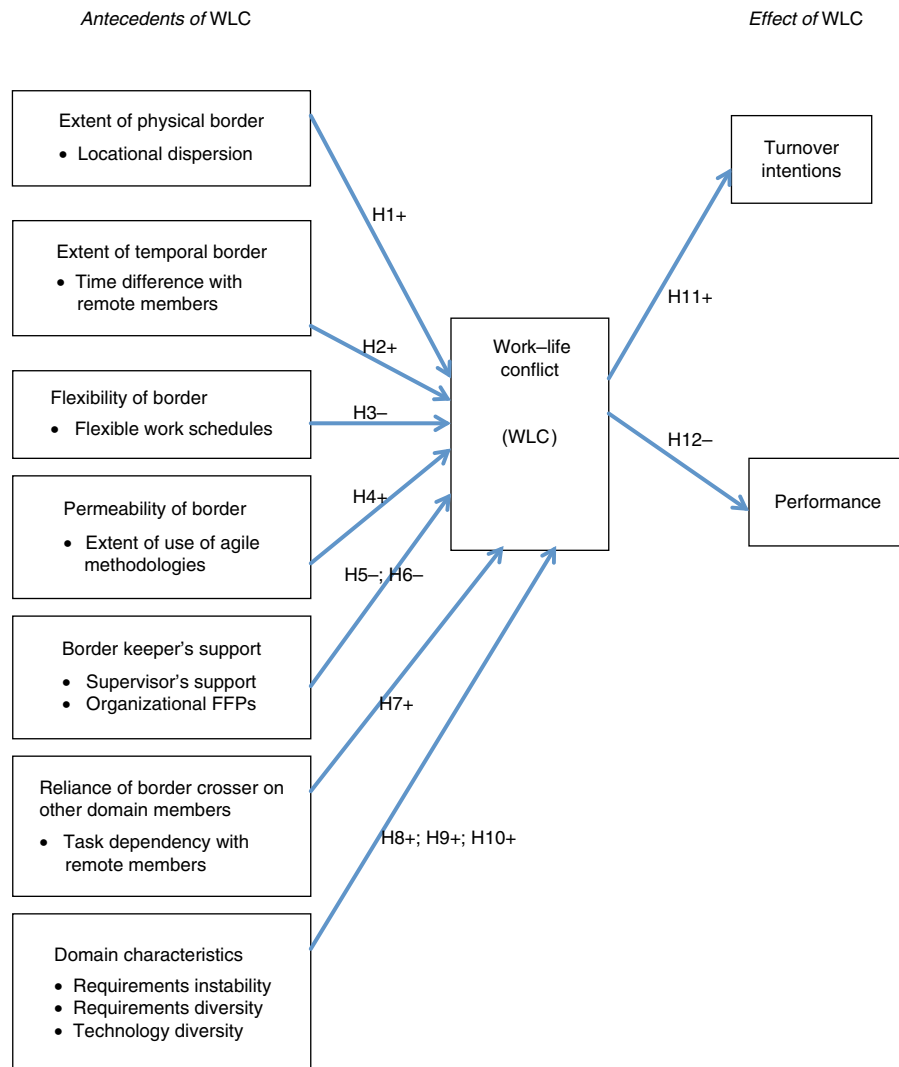 Antecedents of WLC
Effect of WLC
Extent of physical border
• Locational dispersion
Extent of temporal border
• Time difference with
remote members
Flexibility of border
• Flexible work schedules
Permeability of border
• Extent of use of agile
methodologies
Border keeper's support
• Supervisor's support
• Organizational FFPs
Reliance of border crosser on
other domain members
• Task dependency with
remote members
Domain characteristics
• Requirements instability
• Requirements diversity
• Technology diversity
H1+
H2+
H3–
H4+
H5–; H6–
H7+
H8+; H9+; H10+
Work–life
conflict
(WLC)
H11+
H12–
Turnover
intentions
Performance